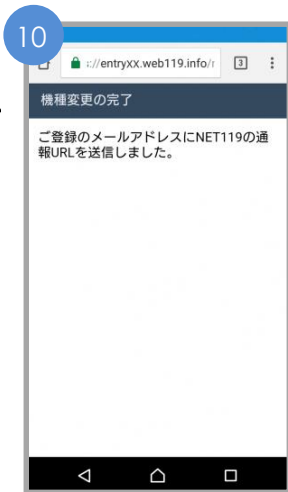 10
://entryXX.web119.info/r
3
機種変更の完了
ご登録のメールアドレスにNET119の通
報URLを送信しました。